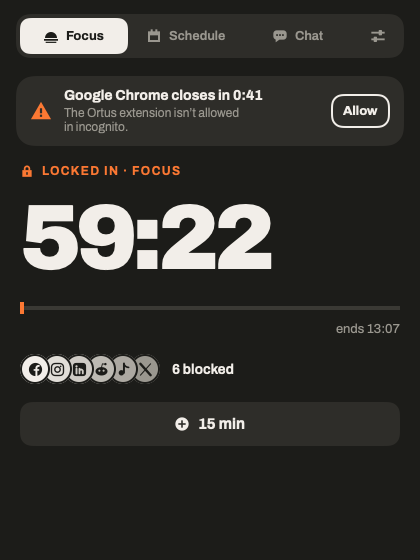 Focus
Schedule
Chat
Google Chrome closes in 0:41
The Ortus extension isn't allowed
in incognito.
Allow
LOCKED IN · FOCUS
59:22
ends 13:07
6 blocked
15 min